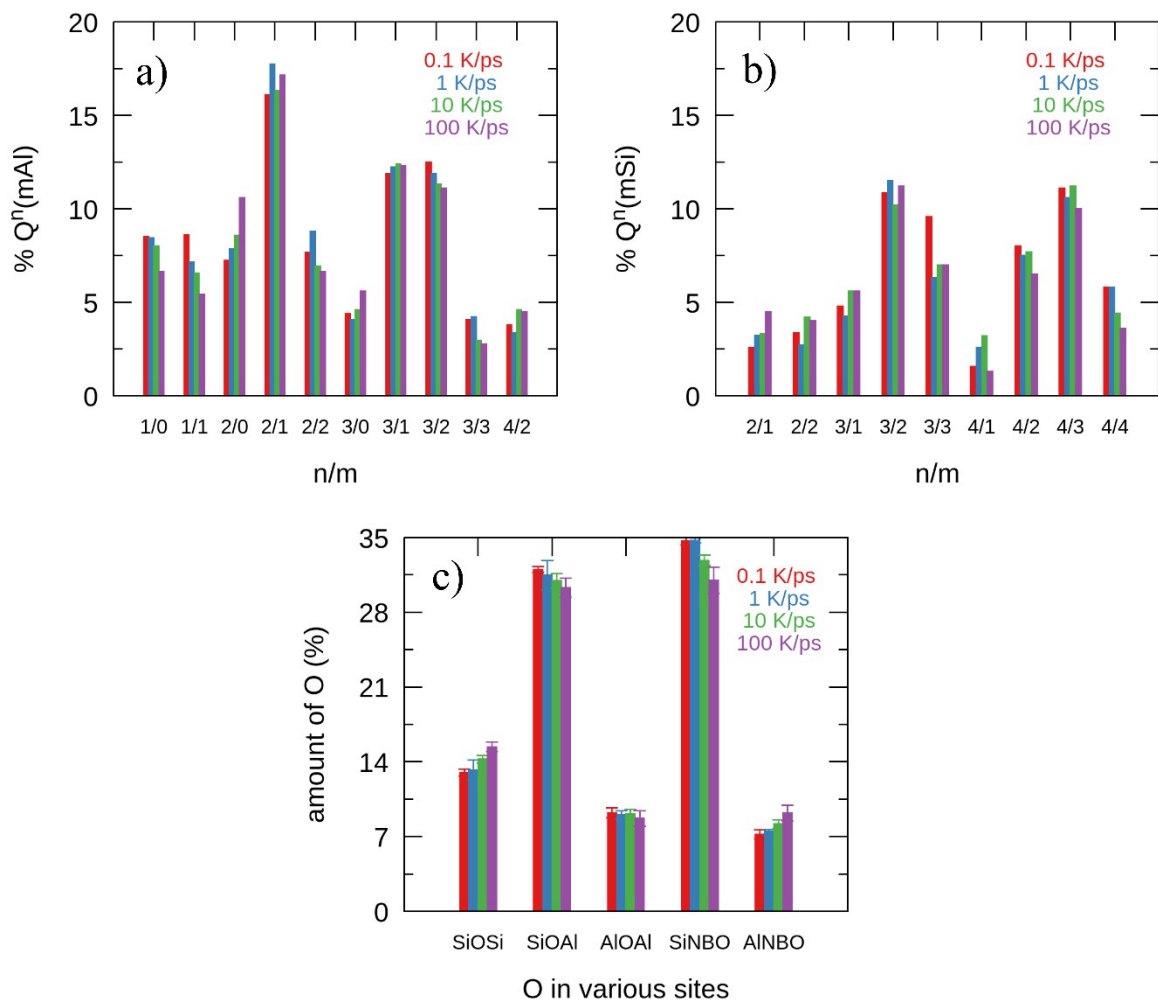 a)
0.1 K/ps
1 K/ps
10 K/ps
100 K/ps
20
15
10
5
0
% Qⁿ(mAl)
1/0 1/1 2/0 2/1 2/2 3/0 3/1 3/2 3/3 4/2
n/m
b)
0.1 K/ps
1 K/ps
10 K/ps
100 K/ps
20
15
10
5
0
% Qⁿ(mSi)
2/1 2/2 3/1 3/2 3/3 4/1 4/2 4/3 4/4
n/m
c)
0.1 K/ps
1 K/ps
10 K/ps
100 K/ps
35
28
21
14
7
0
amount of O (%)
SiOSi SiOAl AlOAl SiNBO AlNBO
O in various sites